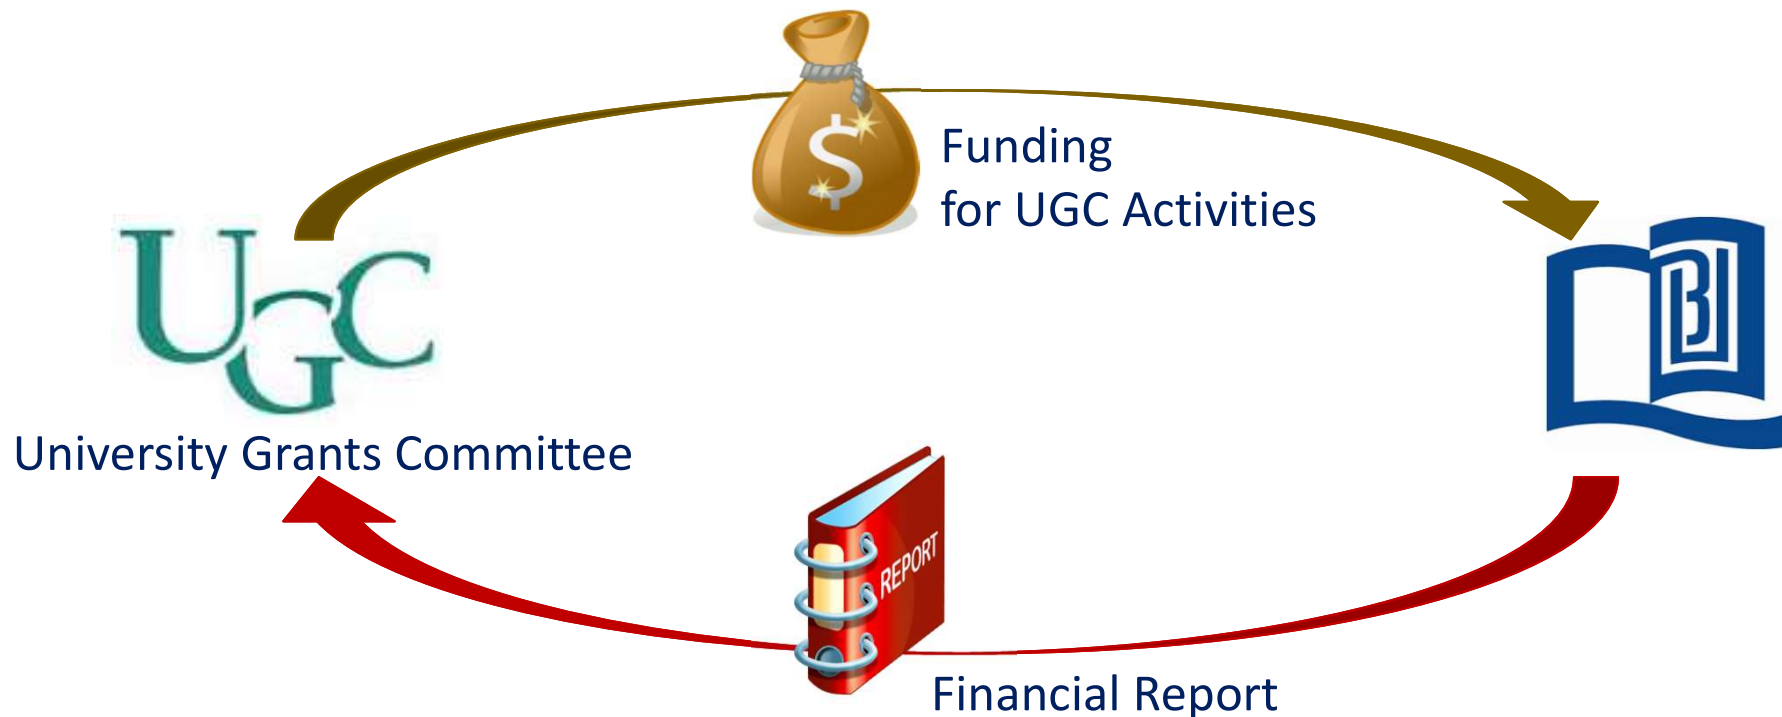 $
Funding
for UGC Activities
UGC
University Grants Committee
REPORT
Financial Report